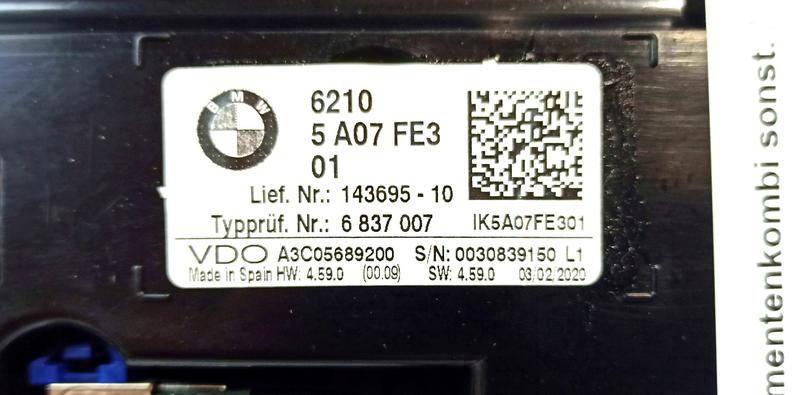 BMW
6210
5 A07 FE3
01
Lief. Nr.: 143695 - 10
Typprüf. Nr.: 6 837 007
IK5A07FE301
VDO A3C05689200 S/N: 0030839150 L1
Made in Spain HW: 4.59.0 (00.09) SW: 4.59.0 03/02/2020
mentenkombi sonst.